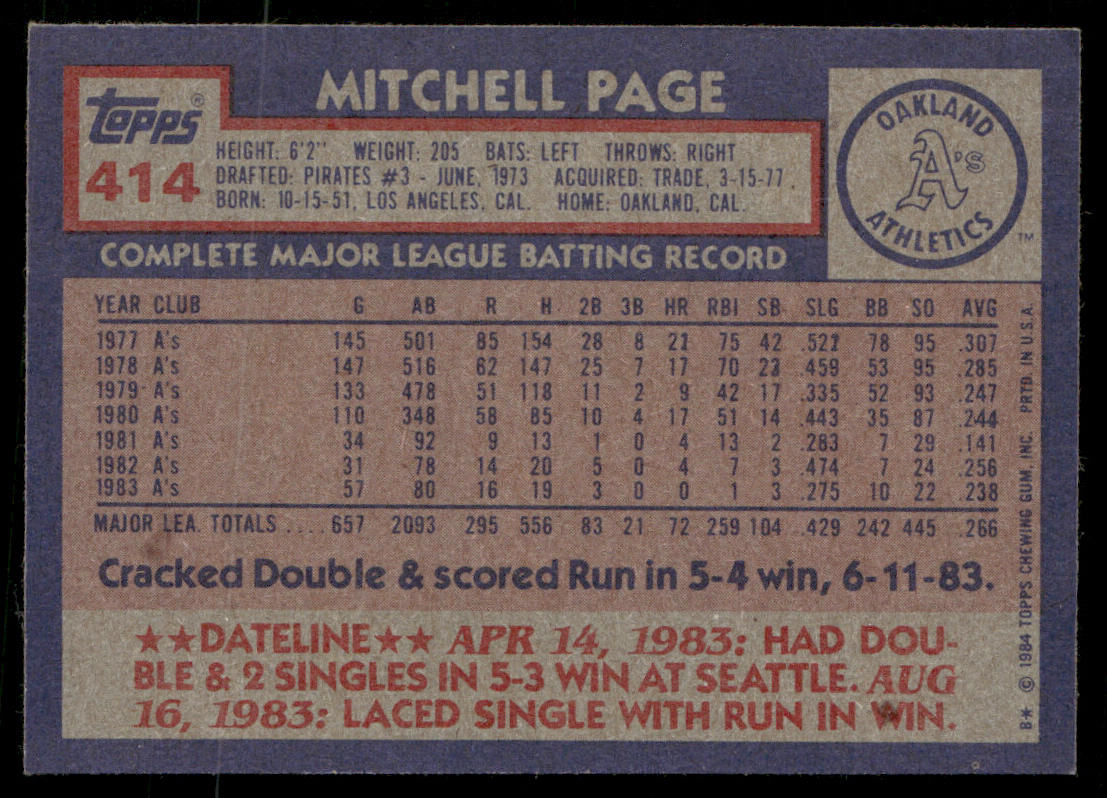 MITCHELL PAGE
Topps®
414
HEIGHT: 6'2" WEIGHT: 205 BATS: LEFT THROWS: RIGHT
DRAFTED: PIRATES #3 - JUNE, 1973 ACQUIRED: TRADE, 3-15-77
BORN: 10-15-51, LOS ANGELES, CAL. HOME: OAKLAND, CAL.
OAKLAND
A's
ATHLETICS
TM
COMPLETE MAJOR LEAGUE BATTING RECORD
YEAR CLUB G AB R H 2B 3B HR RBI SB SLG BB SO AVG
1977 A's 145 501 85 154 28 8 21 75 42 .521 78 95 .307
1978 A's 147 516 62 147 25 7 17 70 23 .459 53 95 .285
1979 A's 133 478 51 118 11 2 9 42 17 .335 52 93 .247
1980 A's 110 348 58 85 10 4 17 51 14 .443 35 87 .244
1981 A's 34 92 9 13 1 0 4 13 2 .283 7 29 .141
1982 A's 31 78 14 20 5 0 4 7 3 .474 7 24 .256
1983 A's 57 80 16 19 3 0 0 1 3 .275 10 22 .238
MAJOR LEA. TOTALS .... 657 2093 295 556 83 21 72 259 104 .429 242 445 .266
Cracked Double & scored Run in 5-4 win, 6-11-83.
★★DATELINE★★ APR 14, 1983: HAD DOU-
BLE & 2 SINGLES IN 5-3 WIN AT SEATTLE. AUG
16, 1983: LACED SINGLE WITH RUN IN WIN.
B* © 1984 TOPPS CHEWING GUM, INC. PRTD. IN U.S.A.